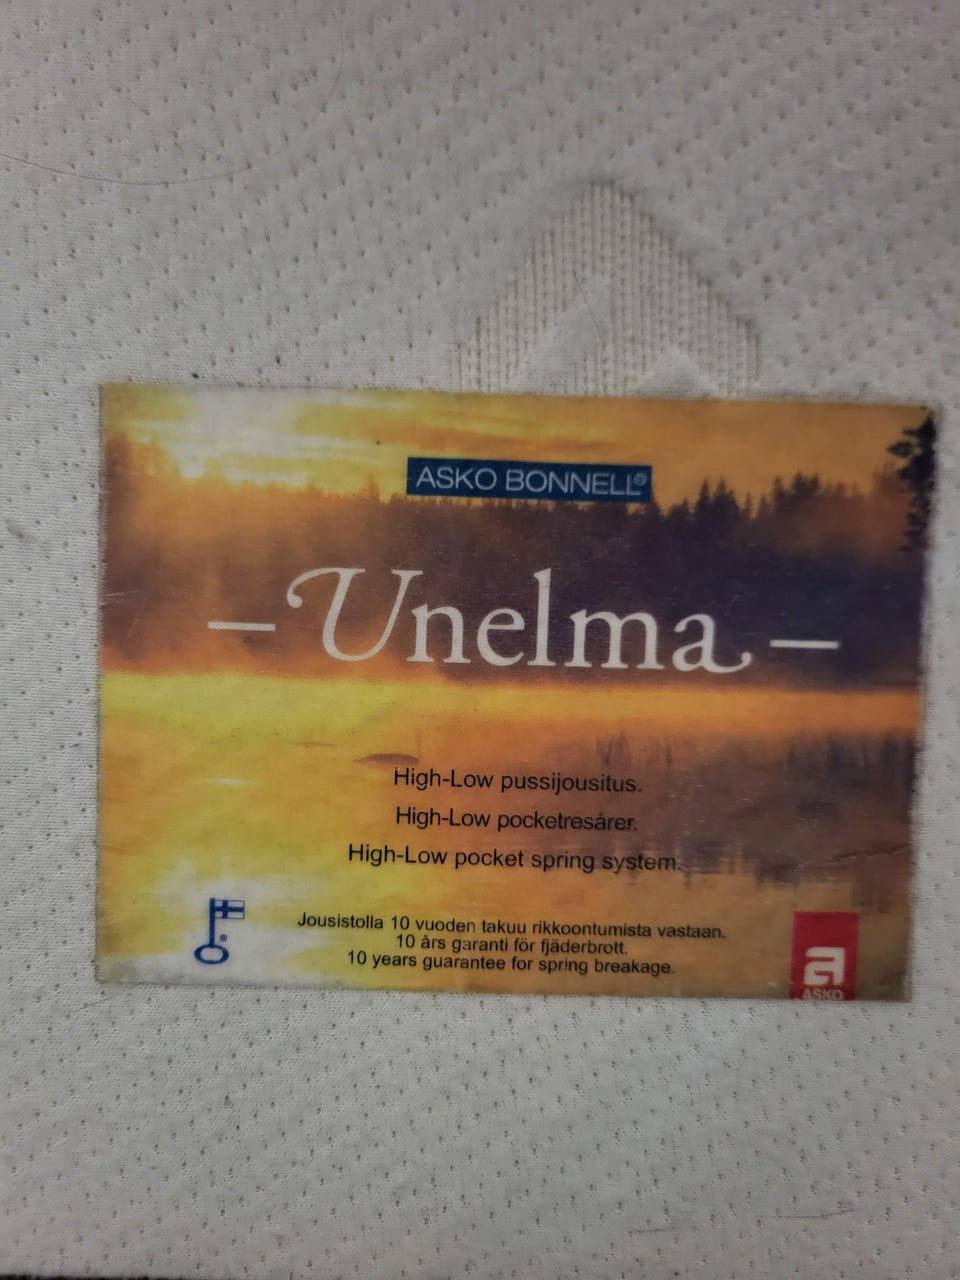 ASKO BONNELL®
– Unelma –
High-Low pussijousitus.
High-Low pocketresårer.
High-Low pocket spring system.
Jousistolla 10 vuoden takuu rikkoontumista vastaan.
10 års garanti för fjäderbrott.
10 years guarantee for spring breakage.
®
a
ASKO